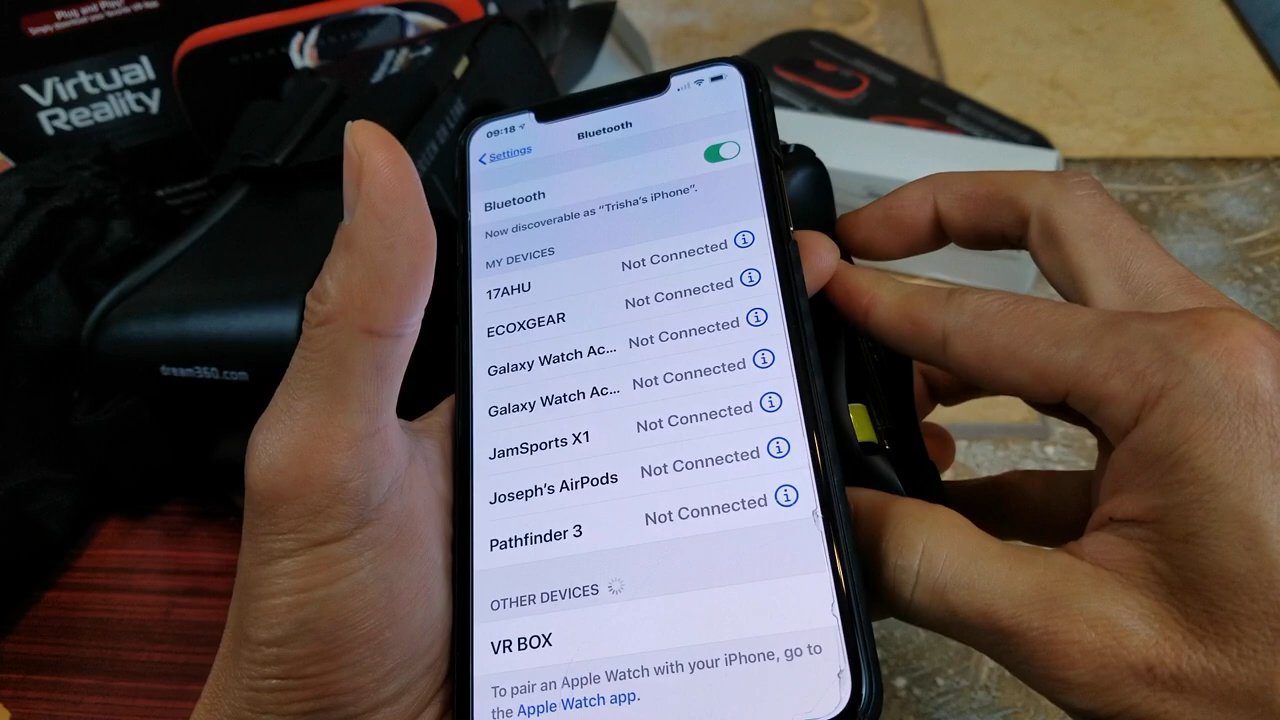 Plug and Play!
Virtual
Reality
dream360.com
09:18
Settings
Bluetooth
Bluetooth
Now discoverable as “Trisha’s iPhone”.
MY DEVICES
17AHU Not Connected
ECOXGEAR Not Connected
Galaxy Watch Ac... Not Connected
Galaxy Watch Ac... Not Connected
JamSports X1 Not Connected
Joseph’s AirPods Not Connected
Pathfinder 3 Not Connected
OTHER DEVICES
VR BOX
To pair an Apple Watch with your iPhone, go to
the Apple Watch app.